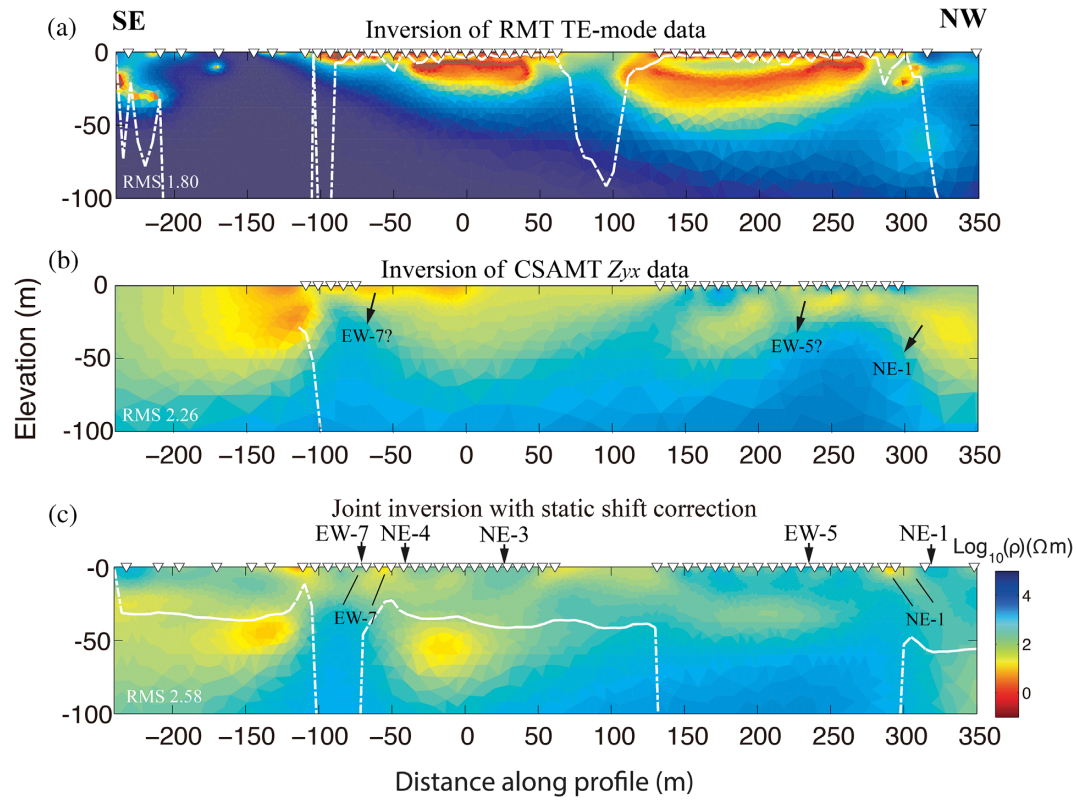 (a) SE Inversion of RMT TE-mode data NW
0
-50
-100
RMS 1.80
−200 −150 −100 −50 0 50 100 150 200 250 300 350
(b) Inversion of CSAMT Zyx data
0
-50
-100
EW-7? EW-5? NE-1
RMS 2.26
−200 −150 −100 −50 0 50 100 150 200 250 300 350
Elevation (m)
(c) Joint inversion with static shift correction
EW-7 NE-4 NE-3 EW-5 NE-1
-0
-50
-100
EW-7 NE-1
RMS 2.58
−200 −150 −100 −50 0 50 100 150 200 250 300 350
Log10(ρ)(Ωm)
4
2
0
Distance along profile (m)